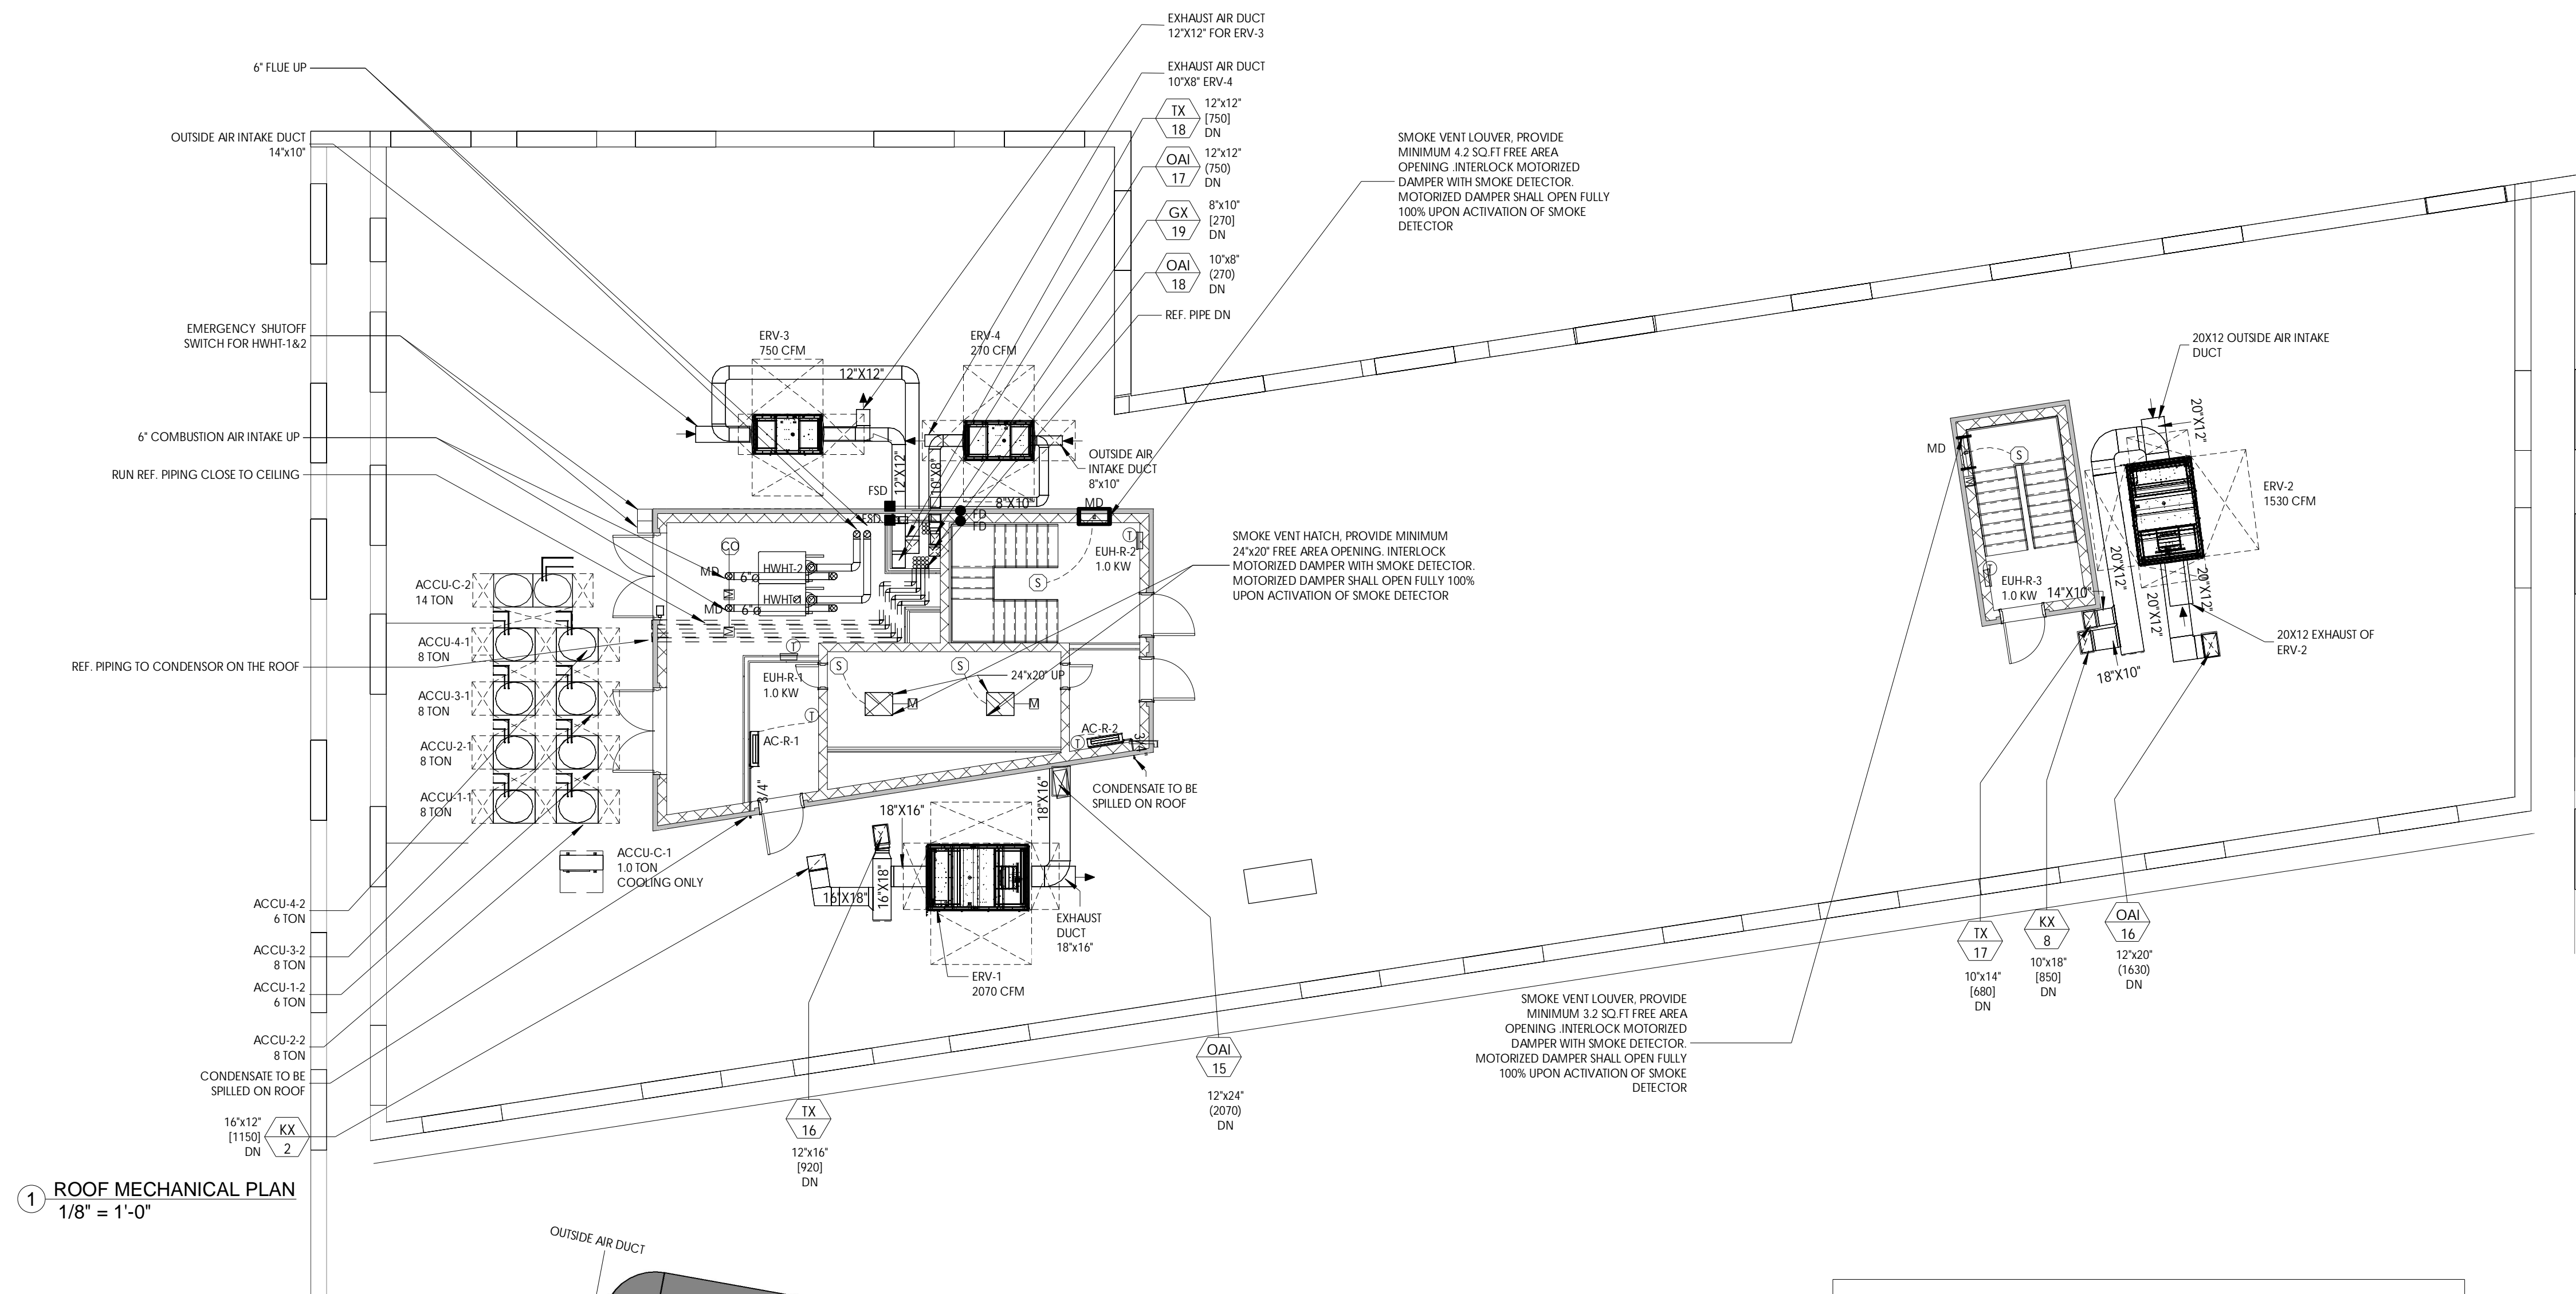 EXHAUST AIR DUCT
12"X12" FOR ERV-3
6" FLUE UP
EXHAUST AIR DUCT
10"X8" ERV-4
TX
18
12"x12"
[750]
DN
OUTSIDE AIR INTAKE DUCT
14"x10"
SMOKE VENT LOUVER, PROVIDE
MINIMUM 4.2 SQ.FT FREE AREA
OPENING .INTERLOCK MOTORIZED
DAMPER WITH SMOKE DETECTOR.
MOTORIZED DAMPER SHALL OPEN FULLY
100% UPON ACTIVATION OF SMOKE
DETECTOR
OAI
17
12"x12"
(750)
DN
GX
19
8"x10"
[270]
DN
OAI
18
10"x8"
(270)
DN
REF. PIPE DN
EMERGENCY  SHUTOFF
SWITCH FOR HWHT-1&2
ERV-3
750 CFM
ERV-4
270 CFM
20X12 OUTSIDE AIR INTAKE
DUCT
12"X12"
20"X12"
6" COMBUSTION AIR INTAKE UP
RUN REF. PIPING CLOSE TO CEILING
OUTSIDE AIR
INTAKE DUCT
8"x10"
12"X12"
10"X8"
8"X10"
FSD
FSD
FD
FD
MD
MD
S
ERV-2
1530 CFM
T
EUH-R-2
1.0 KW
S
CO
MD
6"Ø
HWHT-2
M
MD
6"Ø
HWHT-1
M
SMOKE VENT HATCH, PROVIDE MINIMUM
24"x20" FREE AREA OPENING. INTERLOCK
MOTORIZED DAMPER WITH SMOKE DETECTOR.
MOTORIZED DAMPER SHALL OPEN FULLY 100%
UPON ACTIVATION OF SMOKE DETECTOR
M
T
EUH-R-3
1.0 KW
14"X10"
20"X12"
20"X12"
20"X12"
18"X10"
20X12 EXHAUST OF
ERV-2
ACCU-C-2
14 TON
ACCU-4-1
8 TON
REF. PIPING TO CONDENSOR ON THE ROOF
ACCU-3-1
8 TON
ACCU-2-1
8 TON
ACCU-1-1
8 TON
T
EUH-R-1
1.0 KW
S
S
24"x20" UP
M
M
T
AC-R-1
3/4"
AC-R-2
T
3/4"
CONDENSATE TO BE
SPILLED ON ROOF
18"X16"
18"X16"
16"X18"
16"X18"
ACCU-C-1
1.0 TON
COOLING ONLY
EXHAUST
DUCT
18"x16"
ERV-1
2070 CFM
ACCU-4-2
6 TON
ACCU-3-2
8 TON
ACCU-1-2
6 TON
ACCU-2-2
8 TON
CONDENSATE TO BE
SPILLED ON ROOF
16"x12"
[1150]
DN
KX
2
TX
16
12"x16"
[920]
DN
OAI
15
12"x24"
(2070)
DN
SMOKE VENT LOUVER, PROVIDE
MINIMUM 3.2 SQ.FT FREE AREA
OPENING .INTERLOCK MOTORIZED
DAMPER WITH SMOKE DETECTOR.
MOTORIZED DAMPER SHALL OPEN FULLY
100% UPON ACTIVATION OF SMOKE
DETECTOR
TX
17
10"x14"
[680]
DN
KX
8
10"x18"
[850]
DN
OAI
16
12"x20"
(1630)
DN
1
ROOF MECHANICAL PLAN
1/8" = 1'-0"
OUTSIDE AIR DUCT